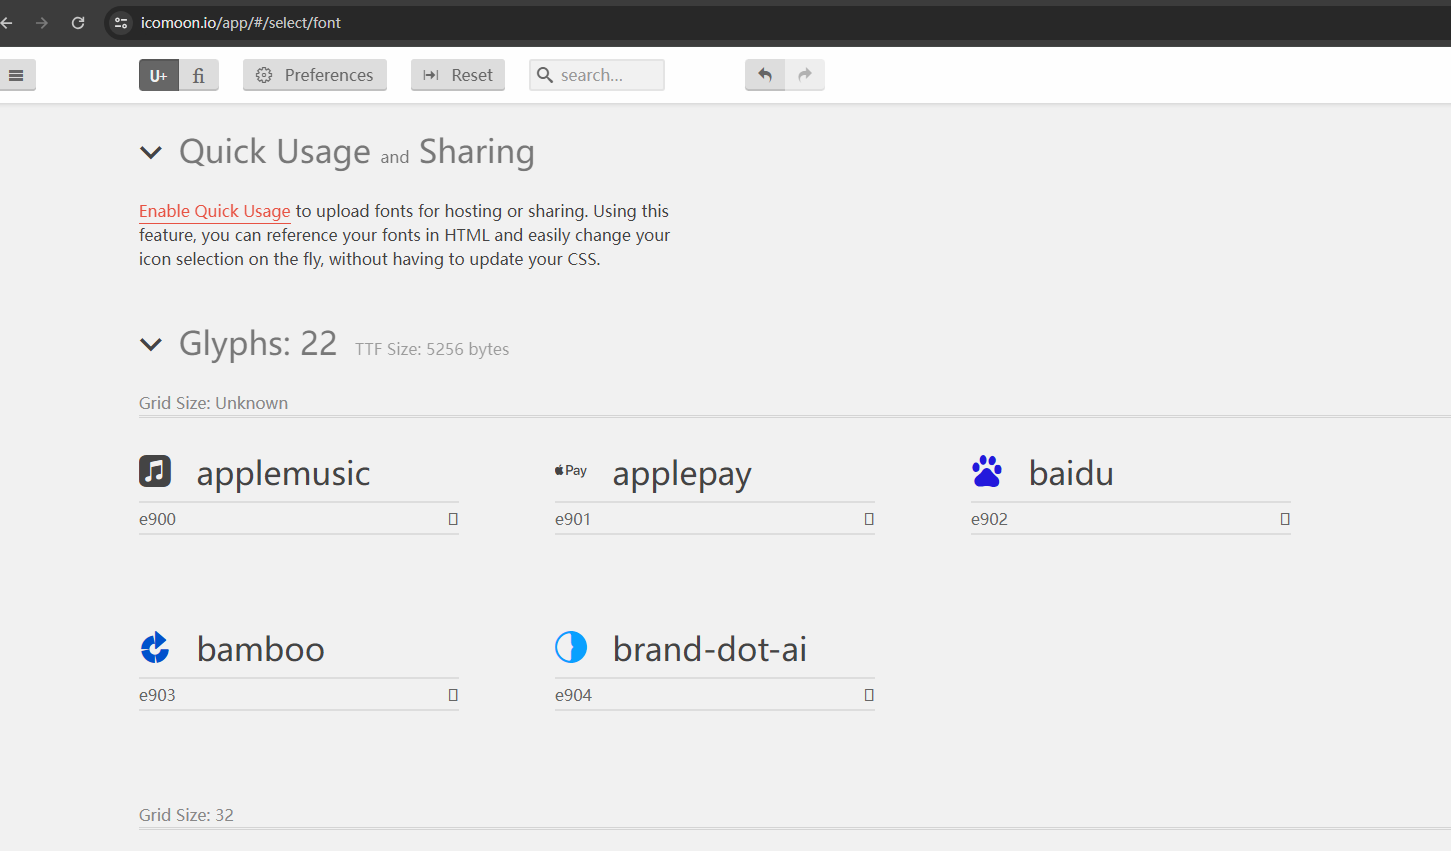 icomoon.io/app/#/select/font
U+ fi Preferences Reset search...
Quick Usage and Sharing
Enable Quick Usage to upload fonts for hosting or sharing. Using this
feature, you can reference your fonts in HTML and easily change your
icon selection on the fly, without having to update your CSS.
Glyphs: 22 TTF Size: 5256 bytes
Grid Size: Unknown
applemusic
Pay applepay
baidu
e900
e901
e902
bamboo
brand-dot-ai
e903
e904
Grid Size: 32